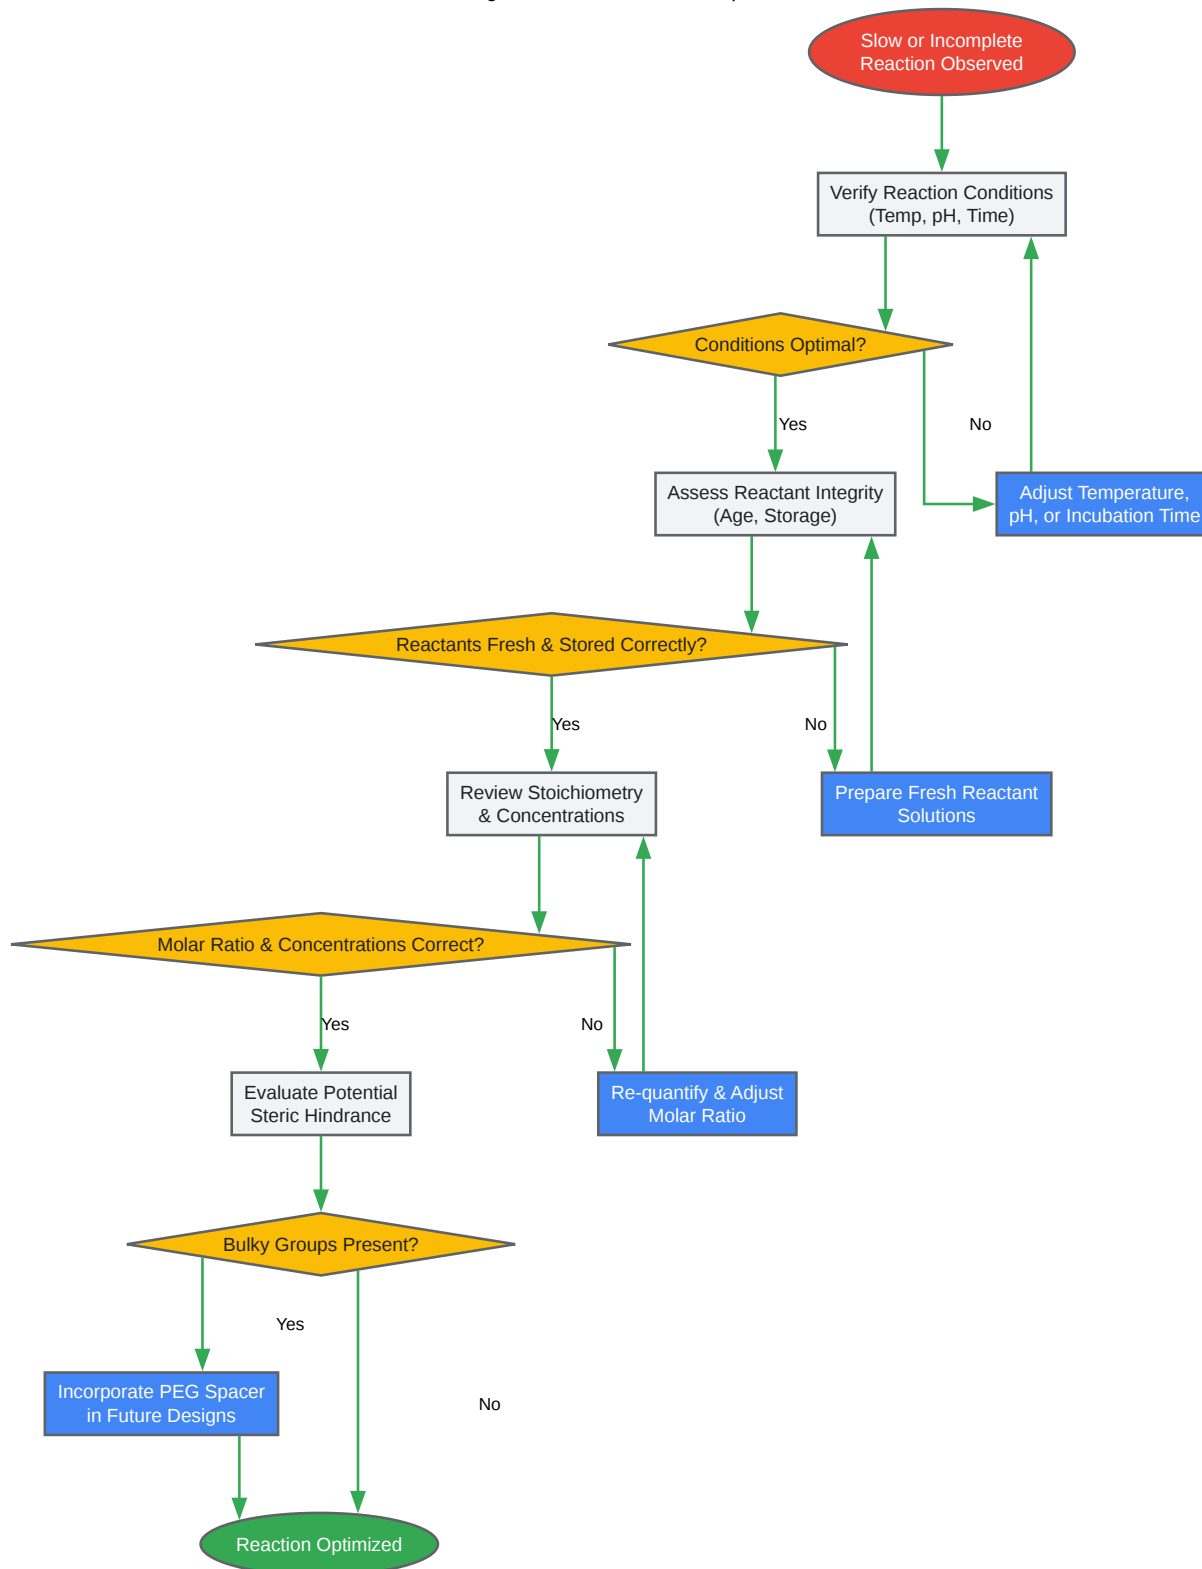 Slow or Incomplete
Reaction Observed
Verify Reaction Conditions
(Temp, pH, Time)
Conditions Optimal?
Yes
No
Assess Reactant Integrity
(Age, Storage)
Adjust Temperature,
pH, or Incubation Time
Reactants Fresh & Stored Correctly?
Yes
No
Review Stoichiometry
& Concentrations
Prepare Fresh Reactant
Solutions
Molar Ratio & Concentrations Correct?
Yes
No
Evaluate Potential
Steric Hindrance
Re-quantify & Adjust
Molar Ratio
Bulky Groups Present?
Yes
Incorporate PEG Spacer
in Future Designs
No
Reaction Optimized